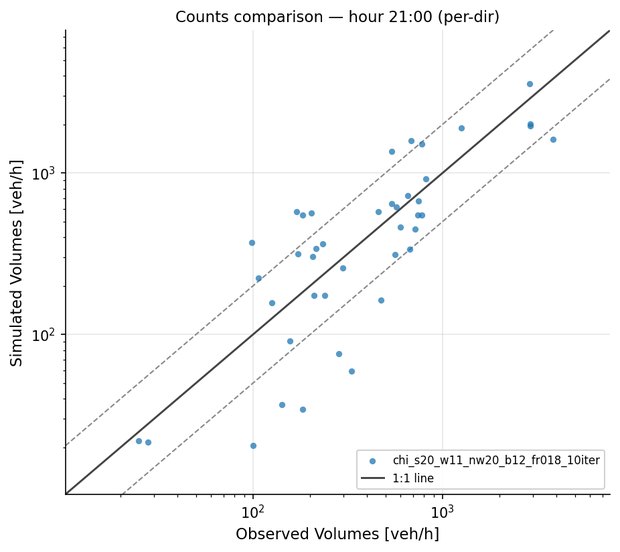 Counts comparison — hour 21:00 (per-dir)
Simulated Volumes [veh/h]
10³
10²
chi_s20_w11_nw20_b12_fr018_10iter
1:1 line
10²
10³
Observed Volumes [veh/h]